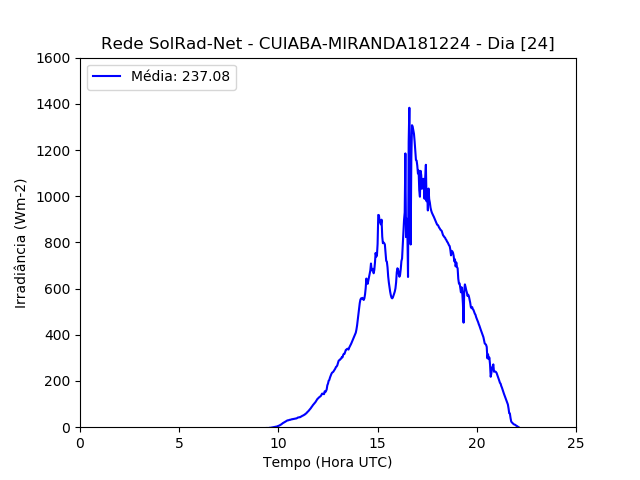 Rede SolRad-Net - CUIABA-MIRANDA181224 - Dia [24]
Média: 237.08
1600
1400
1200
1000
800
600
400
200
0
Irradiância (Wm-2)
0 5 10 15 20 25
Tempo (Hora UTC)